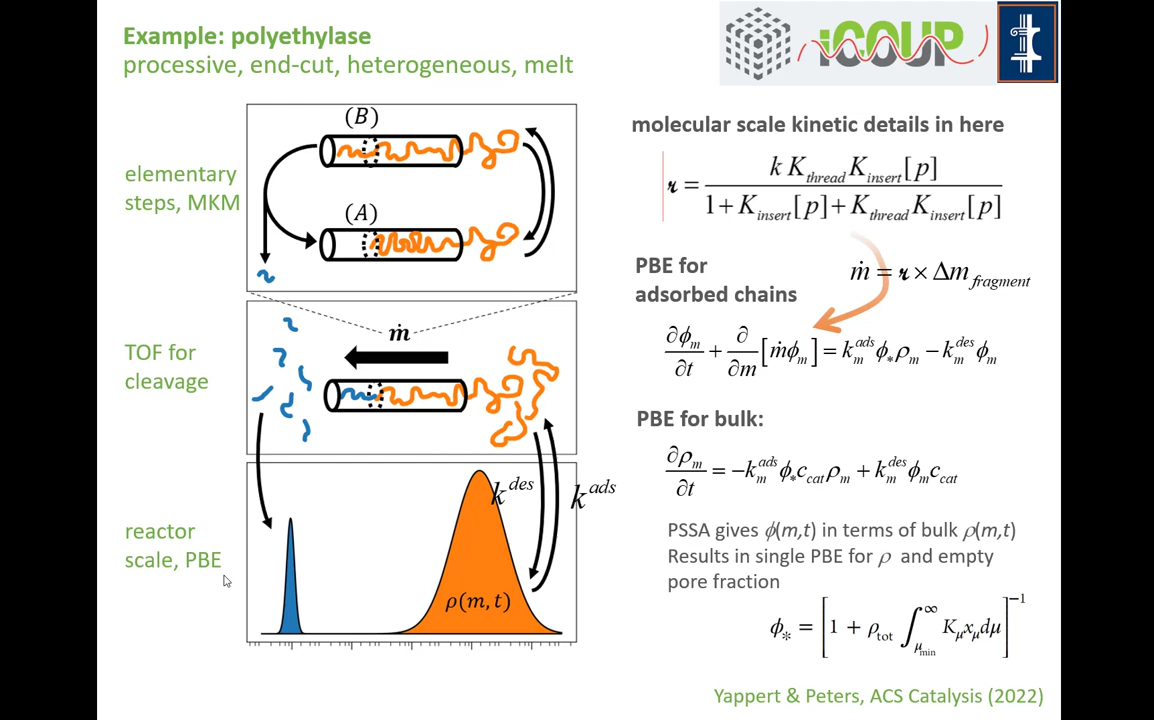 Example: polyethylase
processive, end-cut, heterogeneous, melt
iCOUP
elementary
steps, MKM
(B)
(A)
TOF for
cleavage
ṁ
reactor
scale, PBE
k^des
k^ads
ρ(m, t)
molecular scale kinetic details in here
𝓇 = k K_thread K_insert [p] / (1 + K_insert [p] + K_thread K_insert [p])
PBE for
adsorbed chains
ṁ = 𝓇 × Δm_fragment
∂ϕ_m/∂t + ∂/∂m [ṁϕ_m] = k_m^ads ϕ_* ρ_m − k_m^des ϕ_m
PBE for bulk:
∂ρ_m/∂t = −k_m^ads ϕ_* c_cat ρ_m + k_m^des ϕ_m c_cat
PSSA gives ϕ(m,t) in terms of bulk ρ(m,t)
Results in single PBE for ρ and empty
pore fraction
ϕ_* = [1 + ρ_tot ∫_{μ_min}^∞ K_μ x_μ dμ]^−1
Yappert & Peters, ACS Catalysis (2022)